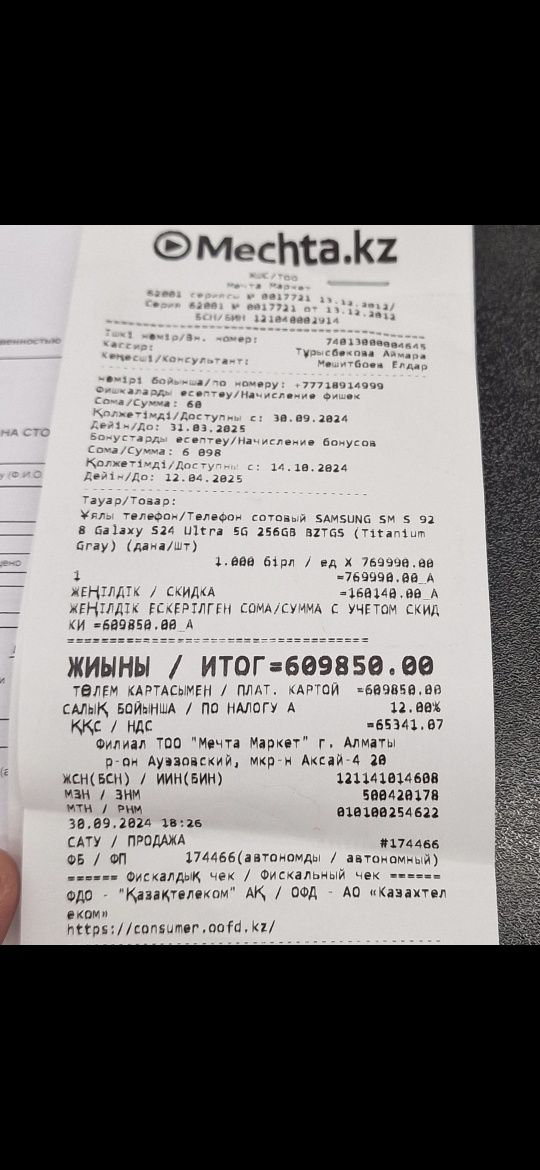 Mechta.kz
ЖШС/ТОО
Мечта Маркет
62001 сериясы № 0017721 13.12.2012/
Серия 62001 № 0017721 от 13.12.2012
БСН/БИН 121040002914
Ішкі нөмір/Вн. номер: 74013000004645
Кассир: Тұрысбекова Аймара
Кеңесші/Консультант: Мешитбоев Елдар
нөмірі бойынша/по номеру: +77718914999
Фишкаларды есептеу/Начисление фишек
Сома/Сумма: 60
Қолжетімді/Доступны с: 30.09.2024
Дейін/До: 31.03.2025
Бонустарды есептеу/Начисление бонусов
Сома/Сумма: 6 098
Қолжетімді/Доступны с: 14.10.2024
Дейін/До: 12.04.2025
Тауар/Товар:
Ұялы телефон/Телефон сотовый SAMSUNG SM S 92
8 Galaxy S24 Ultra 5G 256GB BZTGS (Titanium
Gray) (дана/шт)
1.000 бірл / ед X 769990.00
1 =769990.00_А
ЖЕҢІЛДІК / СКИДКА =160140.00_А
ЖЕҢІЛДІК ЕСКЕРІЛГЕН СОМА/СУММА С УЧЕТОМ СКИД
КИ =609850.00_А
ЖИЫНЫ / ИТОГ=609850.00
ТӨЛЕМ КАРТАСЫМЕН / ПЛАТ. КАРТОЙ =609850.00
САЛЫҚ БОЙЫНША / ПО НАЛОГУ А 12.00%
ҚҚС / НДС =65341.07
Филиал ТОО "Мечта Маркет" г. Алматы
р-он Ауэзовский, мкр-н Аксай-4 20
ЖСН(БСН) / ИИН(БИН) 121141014608
МЗН / ЗНМ 500420178
МТН / РНМ 010100254622
30.09.2024 18:26
САТУ / ПРОДАЖА #174466
ФБ / ФП 174466(автономды / автономный)
====== Фискалдық чек / Фискальный чек ======
ФДО - "Қазақтелеком" АҚ / ОФД - АО «Казахтел
еком»
https://consumer.oofd.kz/
венностью
НА СТО
у (Ф.И.О.